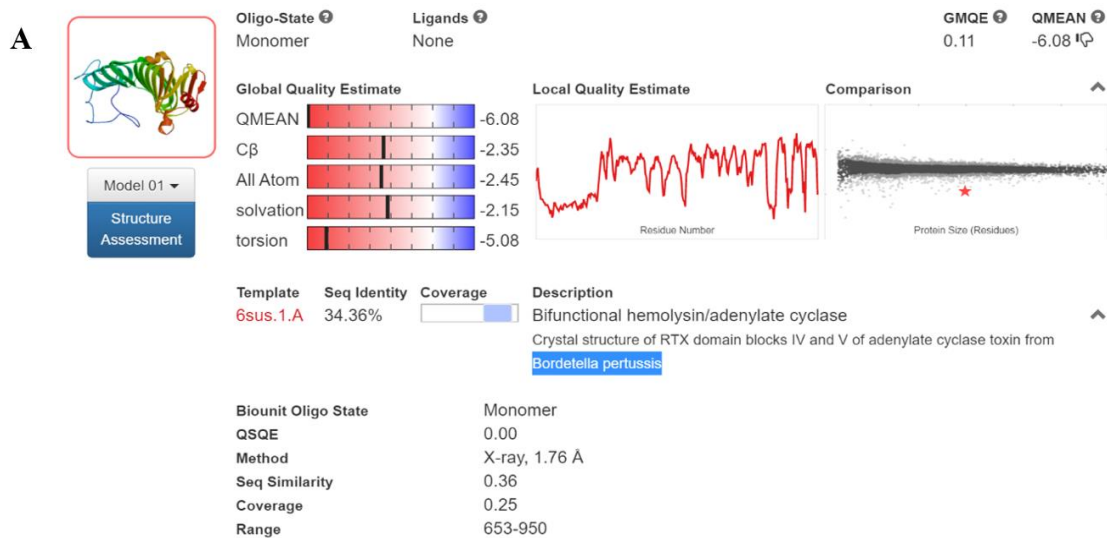 A
Oligo-State Ligands GMQE QMEAN
Monomer None 0.11 -6.08
Global Quality Estimate Local Quality Estimate Comparison
QMEAN -6.08
Cβ -2.35
All Atom -2.45
solvation -2.15
torsion -5.08
Model 01
Structure
Assessment
Residue Number Protein Size (Residues)
Template Seq Identity Coverage Description
6sus.1.A 34.36% Bifunctional hemolysin/adenylate cyclase
Crystal structure of RTX domain blocks IV and V of adenylate cyclase toxin from
Bordetella pertussis
Biounit Oligo State Monomer
QSQE 0.00
Method X-ray, 1.76 Å
Seq Similarity 0.36
Coverage 0.25
Range 653-950